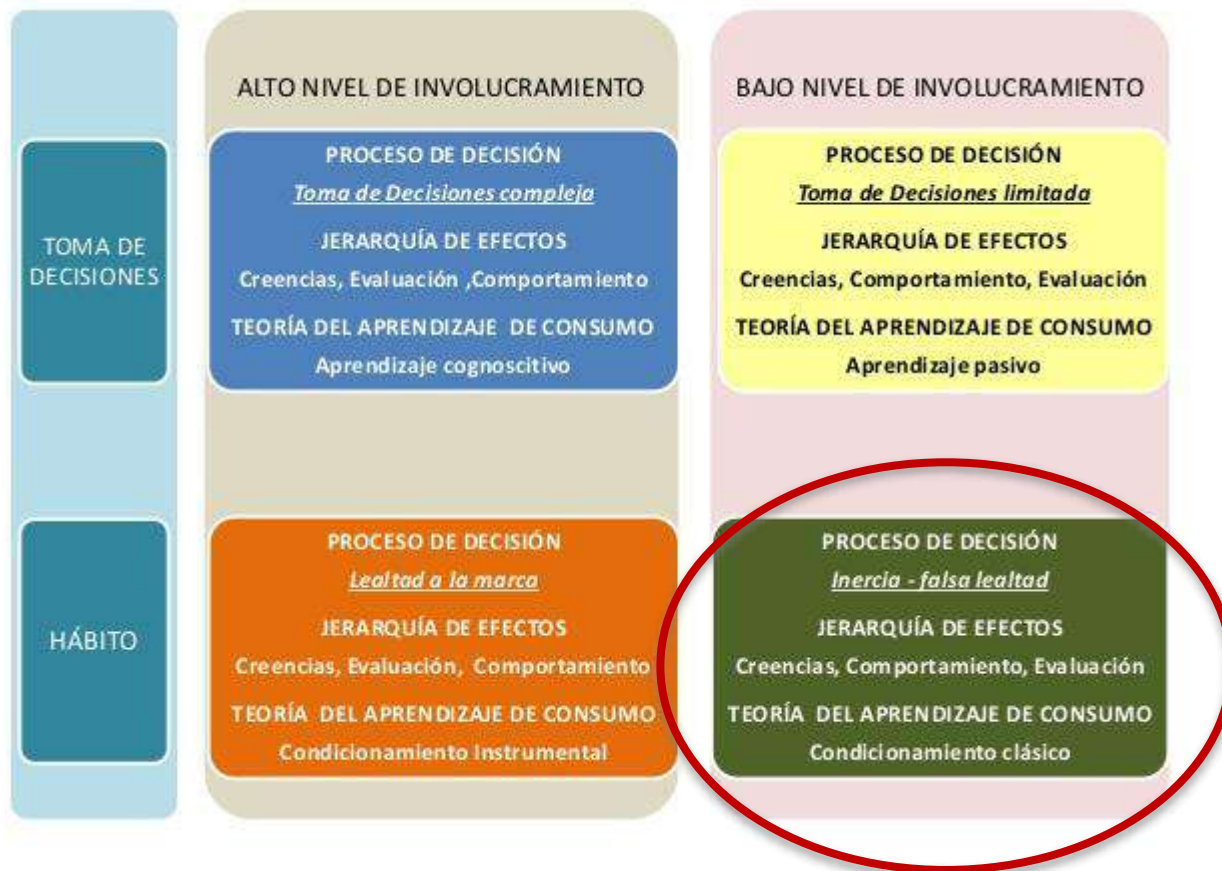 ALTO NIVEL DE INVOLUCRAMIENTO
BAJO NIVEL DE INVOLUCRAMIENTO
TOMA DE
DECISIONES
PROCESO DE DECISIÓN
Toma de Decisiones compleja
JERARQUÍA DE EFECTOS
Creencias, Evaluación ,Comportamiento
TEORÍA DEL APRENDIZAJE DE CONSUMO
Aprendizaje cognoscitivo
PROCESO DE DECISIÓN
Toma de Decisiones limitada
JERARQUÍA DE EFECTOS
Creencias, Comportamiento, Evaluación
TEORÍA DEL APRENDIZAJE DE CONSUMO
Aprendizaje pasivo
HÁBITO
PROCESO DE DECISIÓN
Lealtad a la marca
JERARQUÍA DE EFECTOS
Creencias, Evaluación, Comportamiento
TEORÍA DEL APRENDIZAJE DE CONSUMO
Condicionamiento Instrumental
PROCESO DE DECISIÓN
Inercia - falsa lealtad
JERARQUÍA DE EFECTOS
Creencias, Comportamiento, Evaluación
TEORÍA DEL APRENDIZAJE DE CONSUMO
Condicionamiento clásico